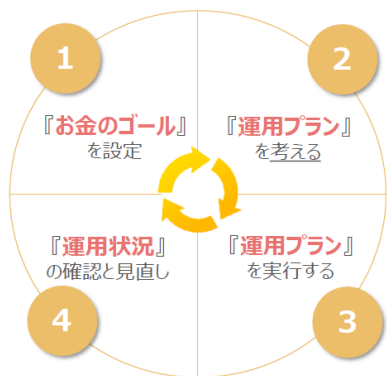 1
『お金のゴール』
を設定
2
『運用プラン』
を考える
3
『運用プラン』
を実行する
4
『運用状況』
の確認と見直し